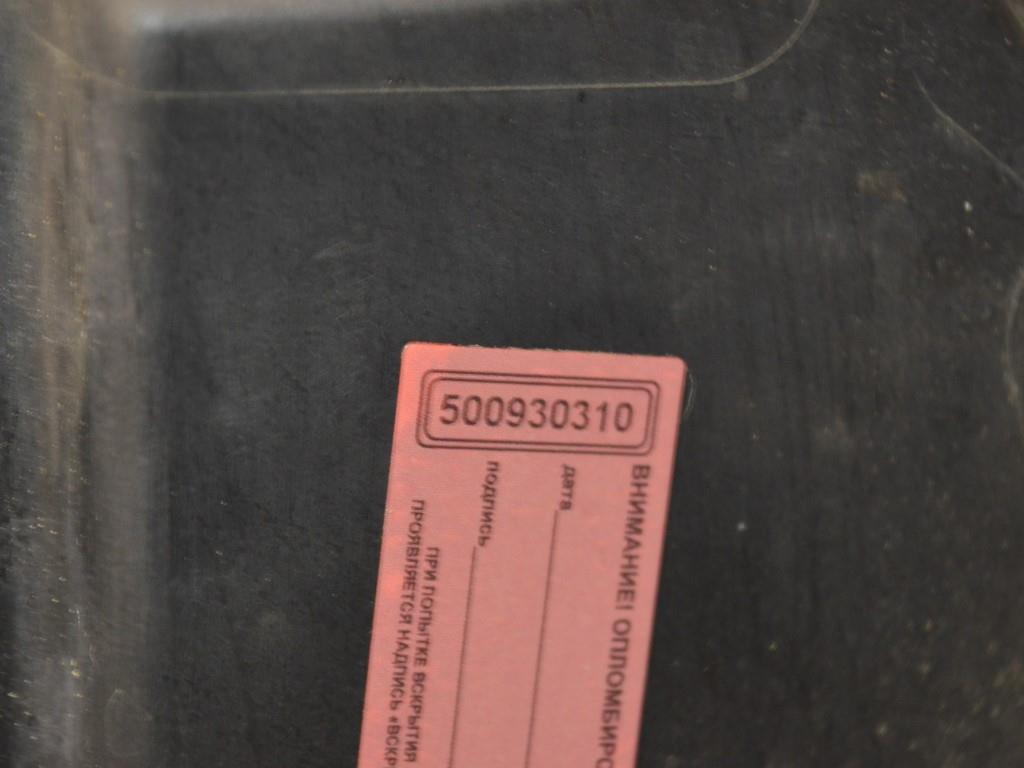 500930310
ВНИМАНИЕ! ОПЛОМБИРО
дата
подпись
ПРИ ПОПЫТКЕ ВСКРЫТИЯ
ПРОЯВЛЯЕТСЯ НАДПИСЬ «ВСКР